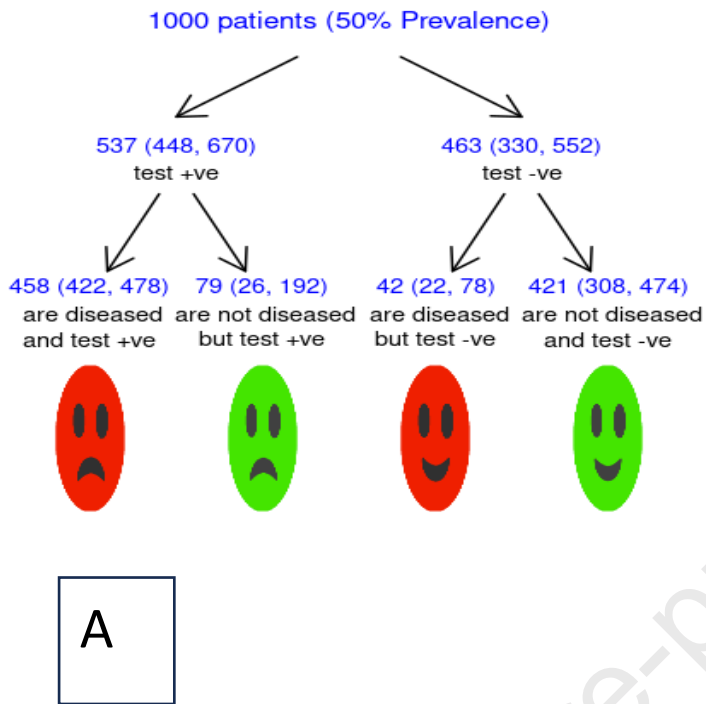 1000 patients (50% Prevalence)
537 (448, 670) 463 (330, 552)
test +ve test -ve
458 (422, 478) 79 (26, 192) 42 (22, 78) 421 (308, 474)
are diseased are not diseased are diseased are not diseased
and test +ve but test +ve but test -ve and test -ve
A
e-p